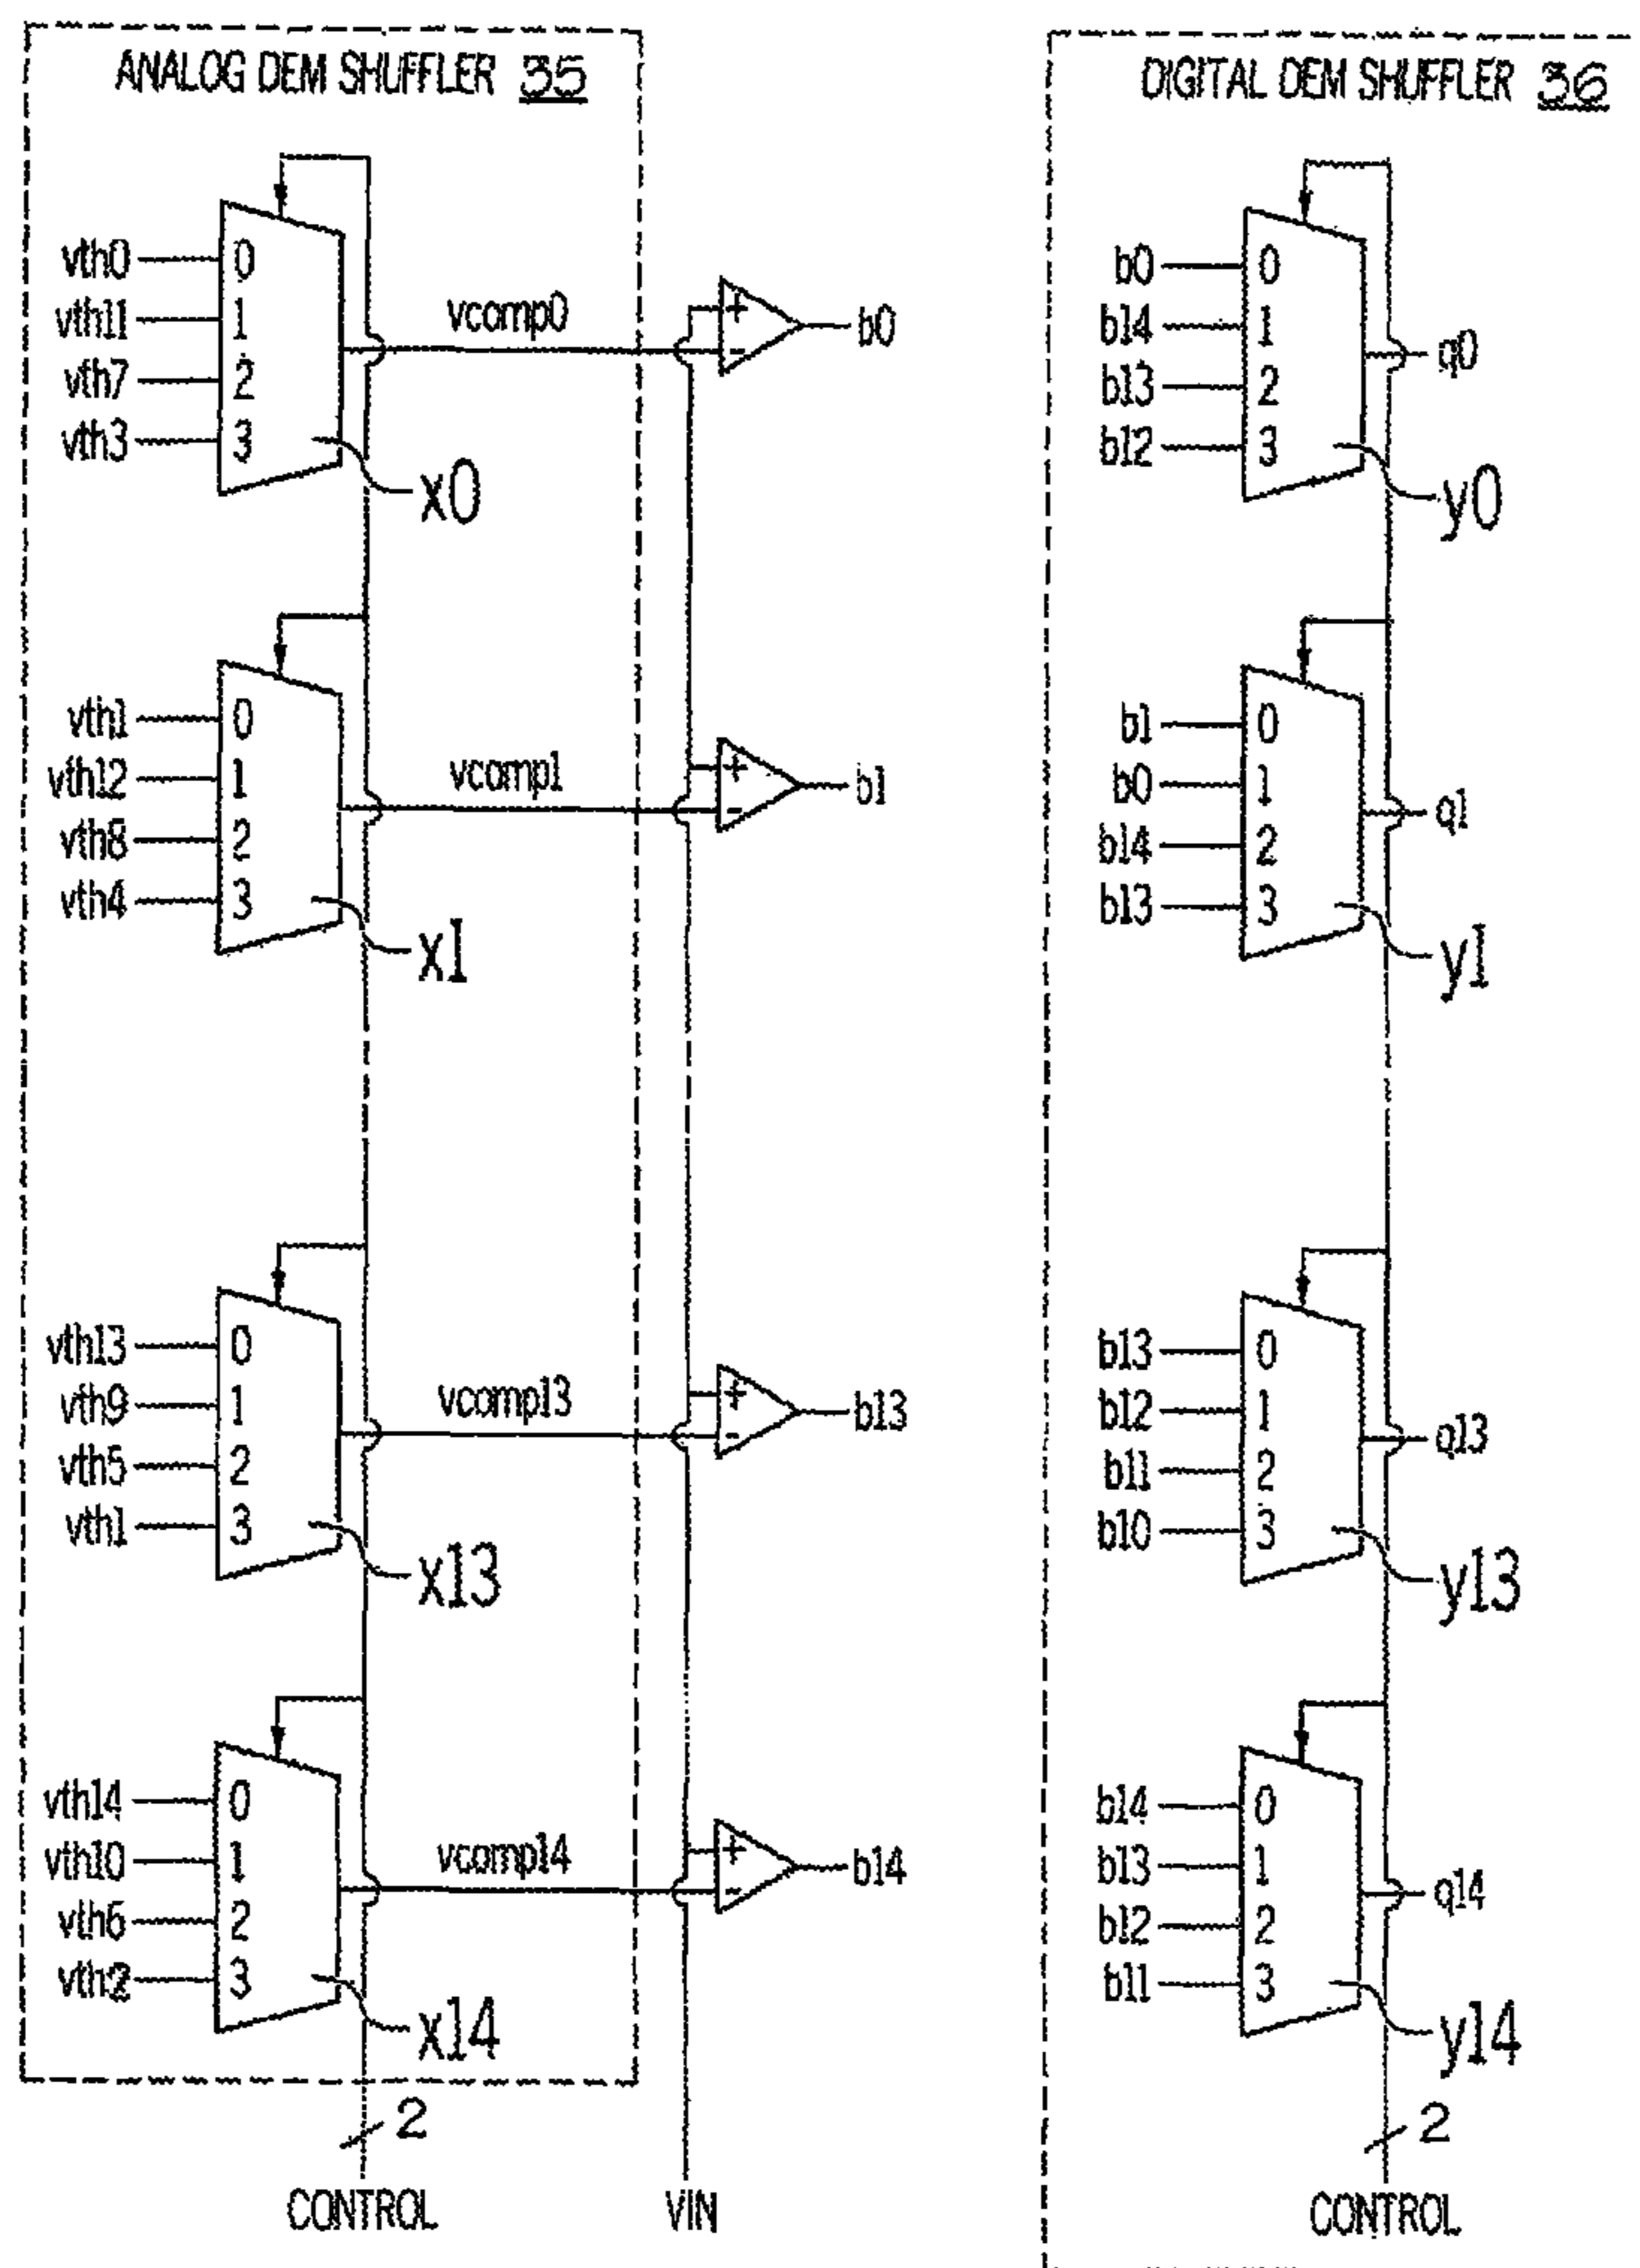 ANALOG DEM SHUFFLER 35
vth0 0
vth11 1
vth7 2
vth3 3
x0
vcomp0
+
-
b0
vth1 0
vth12 1
vth8 2
vth4 3
x1
vcomp1
+
-
b1
vth13 0
vth9 1
vth5 2
vth1 3
x13
vcomp13
+
-
b13
vth14 0
vth10 1
vth6 2
vth2 3
x14
vcomp14
+
-
b14
2
CONTROL
VIN
DIGITAL DEM SHUFFLER 36
b0 0
b14 1
b13 2
b12 3
q0
y0
b1 0
b0 1
b14 2
b13 3
q1
y1
b13 0
b12 1
b11 2
b10 3
q13
y13
b14 0
b13 1
b12 2
b11 3
q14
y14
2
CONTROL